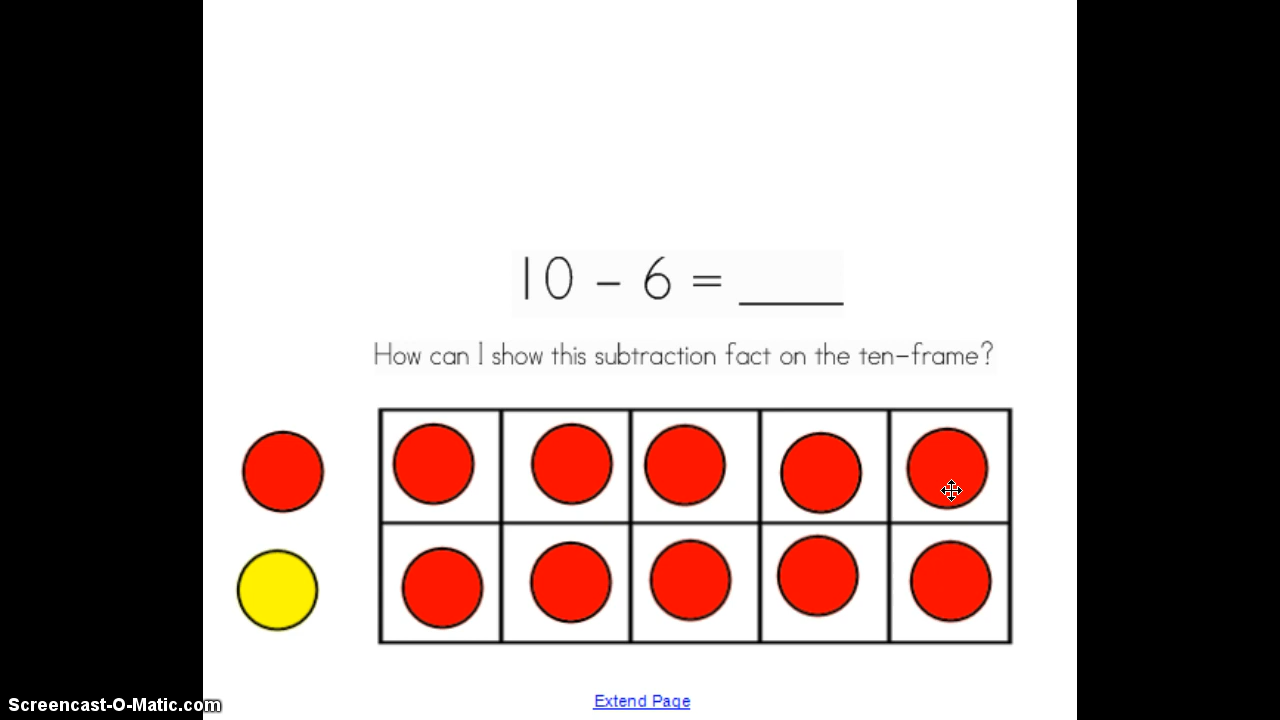 10 - 6 = ____
How can I show this subtraction fact on the ten-frame?
Extend Page
Screencast-O-Matic.com